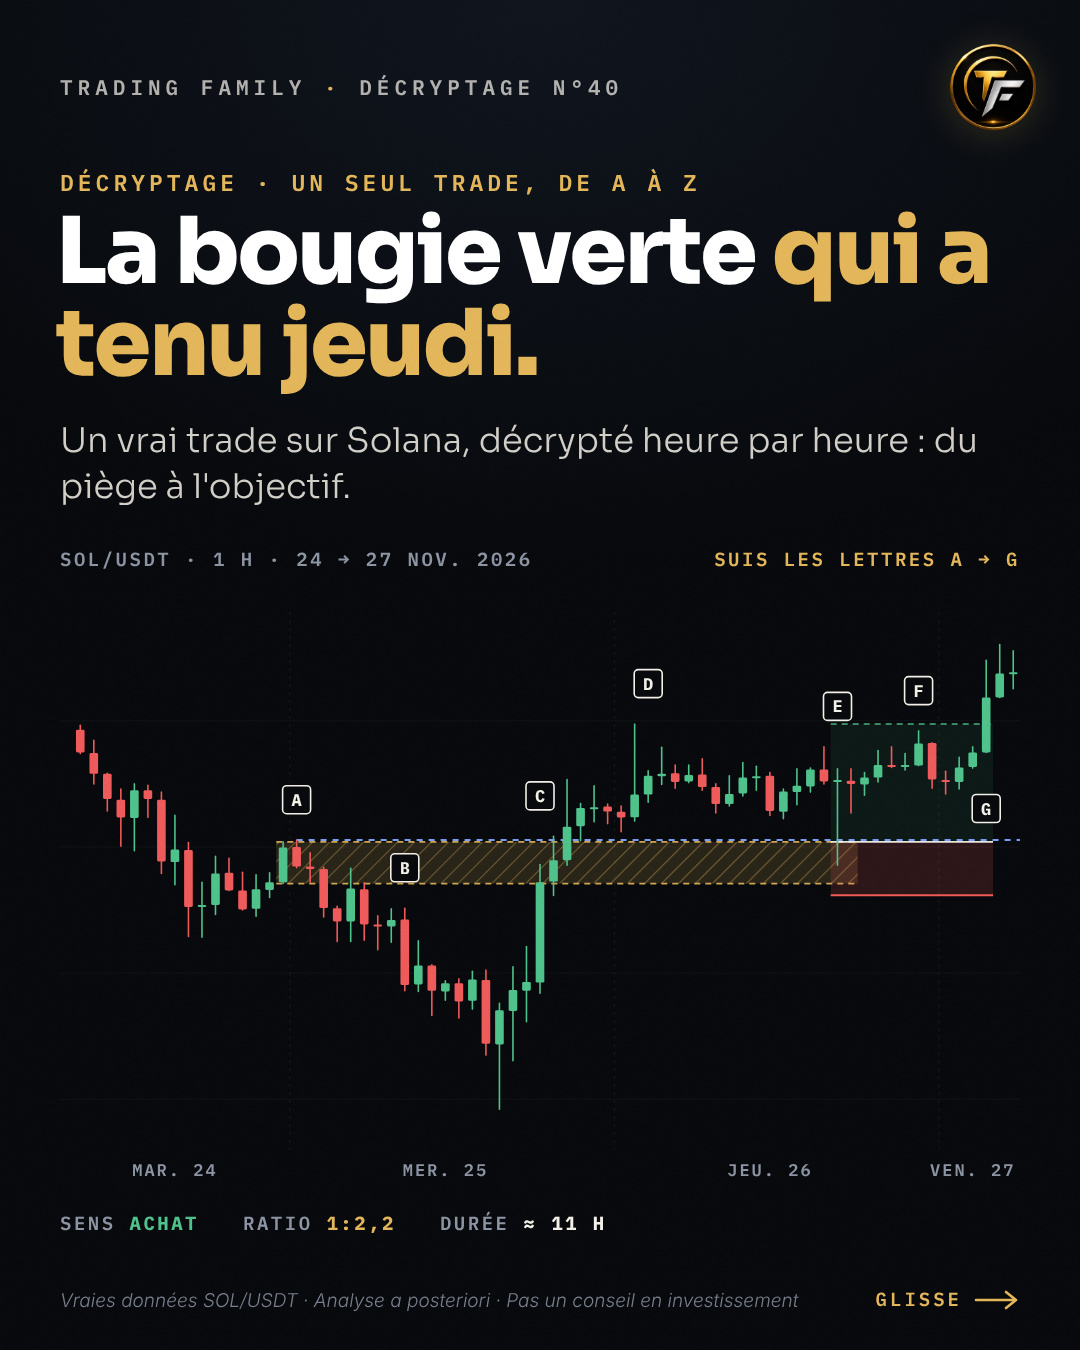 TRADING FAMILY · DÉCRYPTAGE N°40
TF
DÉCRYPTAGE · UN SEUL TRADE, DE A À Z
La bougie verte qui a
tenu jeudi.
Un vrai trade sur Solana, décrypté heure par heure : du
piège à l'objectif.
SOL/USDT · 1 H · 24 → 27 NOV. 2026
SUIS LES LETTRES A → G
A
B
C
D
E
F
G
MAR. 24
MER. 25
JEU. 26
VEN. 27
SENS ACHAT RATIO 1:2,2 DURÉE ≈ 11 H
Vraies données SOL/USDT · Analyse a posteriori · Pas un conseil en investissement
GLISSE →